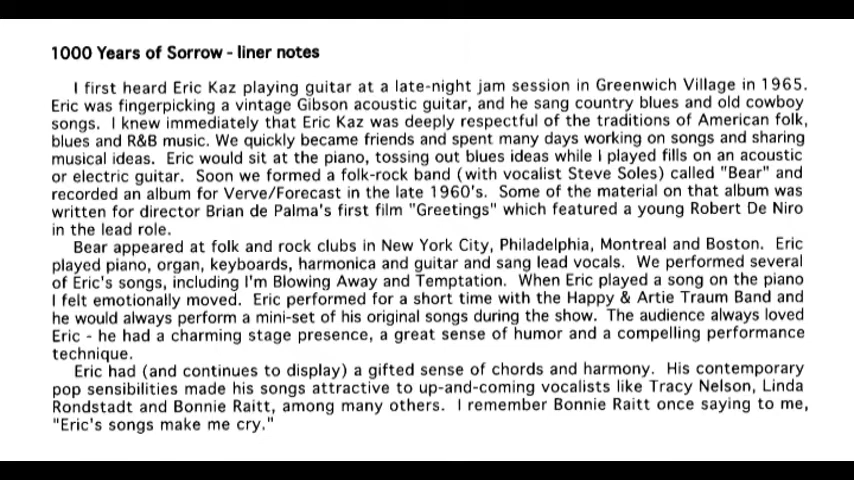 1000 Years of Sorrow - liner notes
I first heard Eric Kaz playing guitar at a late-night jam session in Greenwich Village in 1965.
Eric was fingerpicking a vintage Gibson acoustic guitar, and he sang country blues and old cowboy
songs. I knew immediately that Eric Kaz was deeply respectful of the traditions of American folk,
blues and R&B music. We quickly became friends and spent many days working on songs and sharing
musical ideas. Eric would sit at the piano, tossing out blues ideas while I played fills on an acoustic
or electric guitar. Soon we formed a folk-rock band (with vocalist Steve Soles) called "Bear" and
recorded an album for Verve/Forecast in the late 1960's. Some of the material on that album was
written for director Brian de Palma's first film "Greetings" which featured a young Robert De Niro
in the lead role.
Bear appeared at folk and rock clubs in New York City, Philadelphia, Montreal and Boston. Eric
played piano, organ, keyboards, harmonica and guitar and sang lead vocals. We performed several
of Eric's songs, including I'm Blowing Away and Temptation. When Eric played a song on the piano
I felt emotionally moved. Eric performed for a short time with the Happy & Artie Traum Band and
he would always perform a mini-set of his original songs during the show. The audience always loved
Eric - he had a charming stage presence, a great sense of humor and a compelling performance
technique.
Eric had (and continues to display) a gifted sense of chords and harmony. His contemporary
pop sensibilities made his songs attractive to up-and-coming vocalists like Tracy Nelson, Linda
Rondstadt and Bonnie Raitt, among many others. I remember Bonnie Raitt once saying to me,
"Eric's songs make me cry."